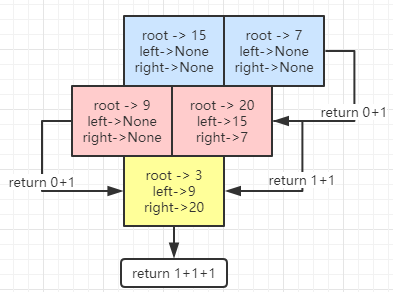 root -> 15
left->None
right->None
root -> 7
left->None
right->None
return 0+1
root -> 9
left->None
right->None
root -> 20
left->15
right->7
return 0+1
return 1+1
root -> 3
left->9
right->20
return 1+1+1